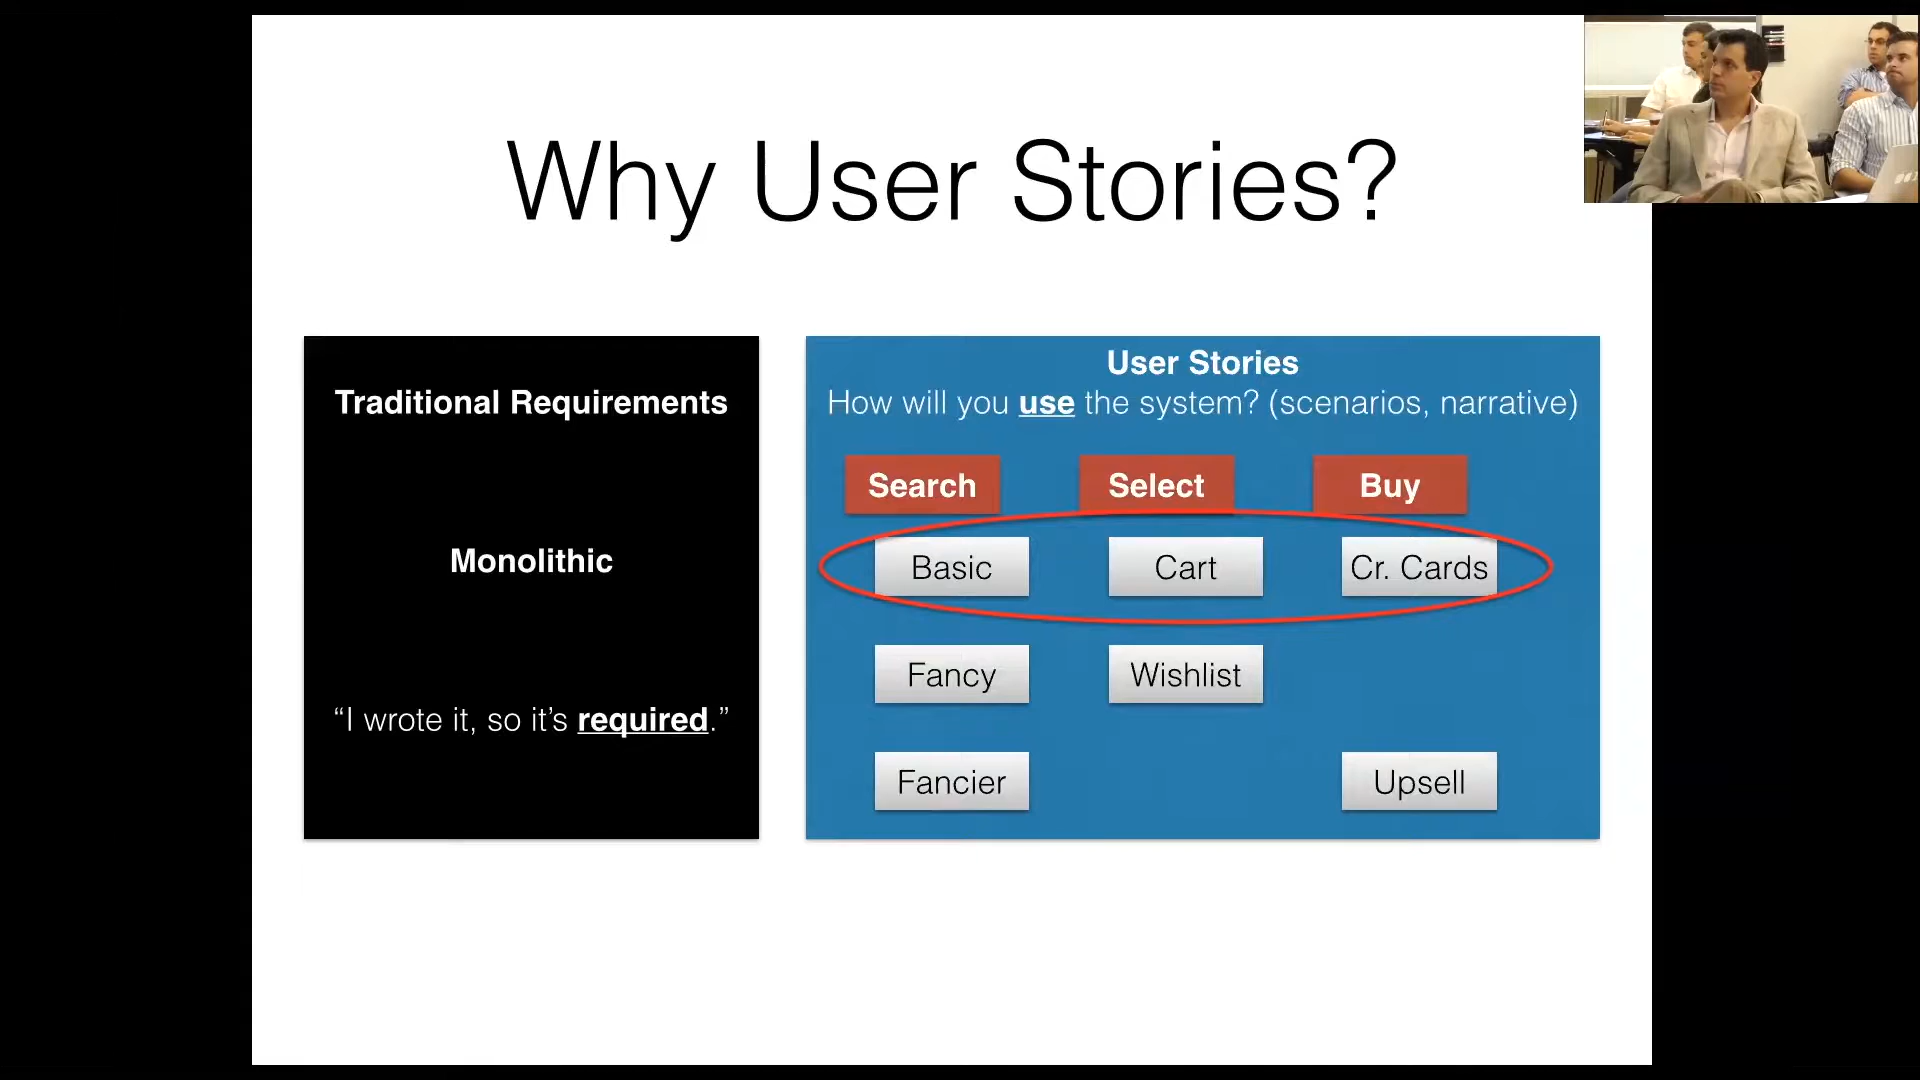 Why User Stories?
Traditional Requirements
Monolithic
“I wrote it, so it’s required.”
User Stories
How will you use the system? (scenarios, narrative)
Search Select Buy
Basic Cart Cr. Cards
Fancy Wishlist
Fancier Upsell